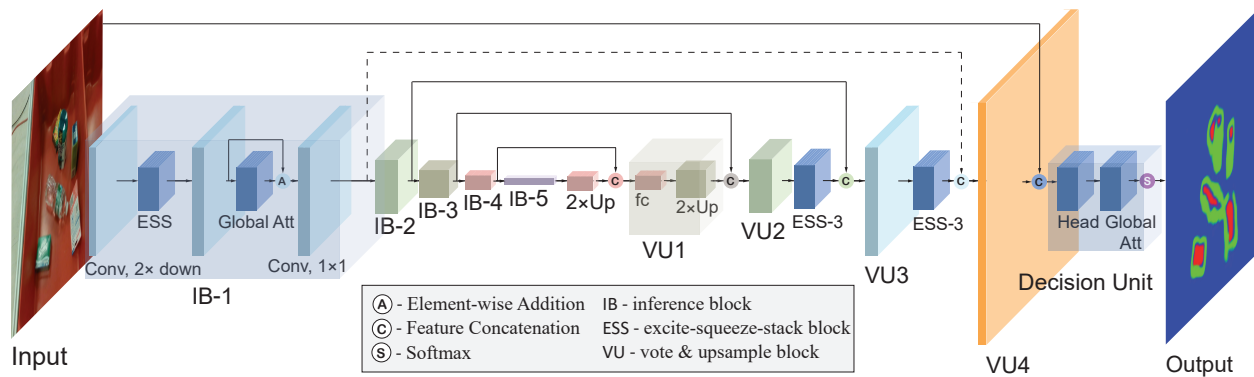 Input
Conv, 2× down
ESS
Global Att
A
Conv, 1×1
IB-1
IB-2
IB-3
IB-4
IB-5
2×Up
C
fc
2×Up
VU1
C
VU2
ESS-3
C
VU3
ESS-3
C
VU4
C
Head
Global
Att
S
Decision Unit
Output
A - Element-wise Addition
IB - inference block
C - Feature Concatenation
ESS - excite-squeeze-stack block
S - Softmax
VU - vote & upsample block